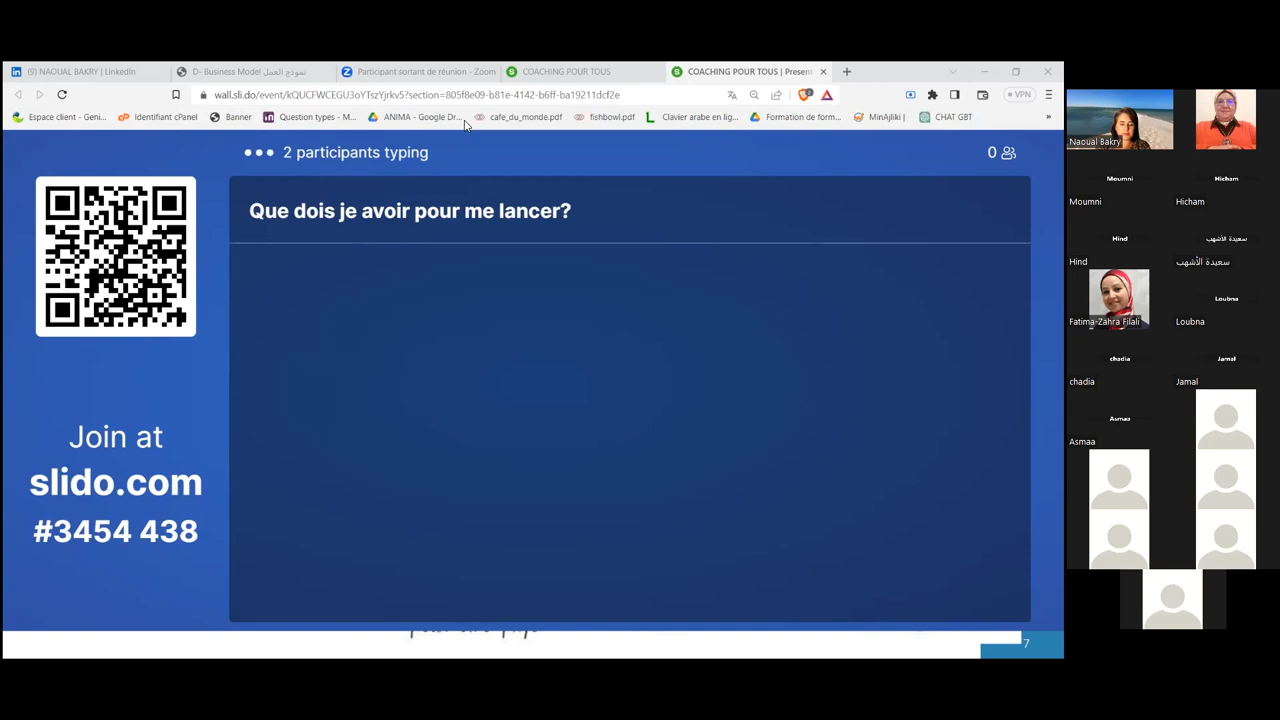 (9) NAOUAL BAKRY | LinkedIn
D- Business Model نموذج العمل
Participant sortant de réunion - Zoom
COACHING POUR TOUS
COACHING POUR TOUS | Present
wall.sli.do/event/kQUCFWCEGU3oYTszYjrkv5?section=805f8e09-b81e-4142-b6ff-ba19211dcf2e
VPN
Espace client - Geni...
Identifiant cPanel
Banner
Question types - M...
ANIMA - Google Dr...
cafe_du_monde.pdf
fishbowl.pdf
Clavier arabe en lig...
Formation de form...
MinAjliki |
CHAT GBT
»
2 participants typing
0
Que dois je avoir pour me lancer?
Join at
slido.com
#3454 438
7
Naoual Bakry
Moumni
Moumni
Hicham
Hicham
Hind
Hind
سعيدة الأشهب
سعيدة الأشهب
Fatima-Zahra Filali
Loubna
Loubna
chadia
chadia
Jamal
Jamal
Asmaa
Asmaa